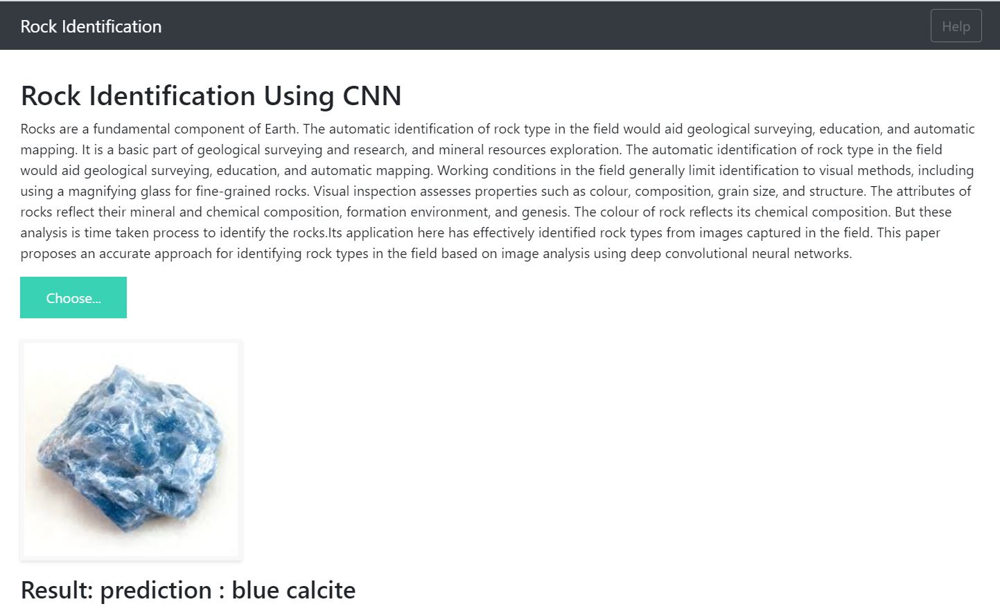 Rock Identification
Help
Rock Identification Using CNN
Rocks are a fundamental component of Earth. The automatic identification of rock type in the field would aid geological surveying, education, and automatic
mapping. It is a basic part of geological surveying and research, and mineral resources exploration. The automatic identification of rock type in the field
would aid geological surveying, education, and automatic mapping. Working conditions in the field generally limit identification to visual methods, including
using a magnifying glass for fine-grained rocks. Visual inspection assesses properties such as colour, composition, grain size, and structure. The attributes of
rocks reflect their mineral and chemical composition, formation environment, and genesis. The colour of rock reflects its chemical composition. But these
analysis is time taken process to identify the rocks.Its application here has effectively identified rock types from images captured in the field. This paper
proposes an accurate approach for identifying rock types in the field based on image analysis using deep convolutional neural networks.
Choose...
Result: prediction : blue calcite